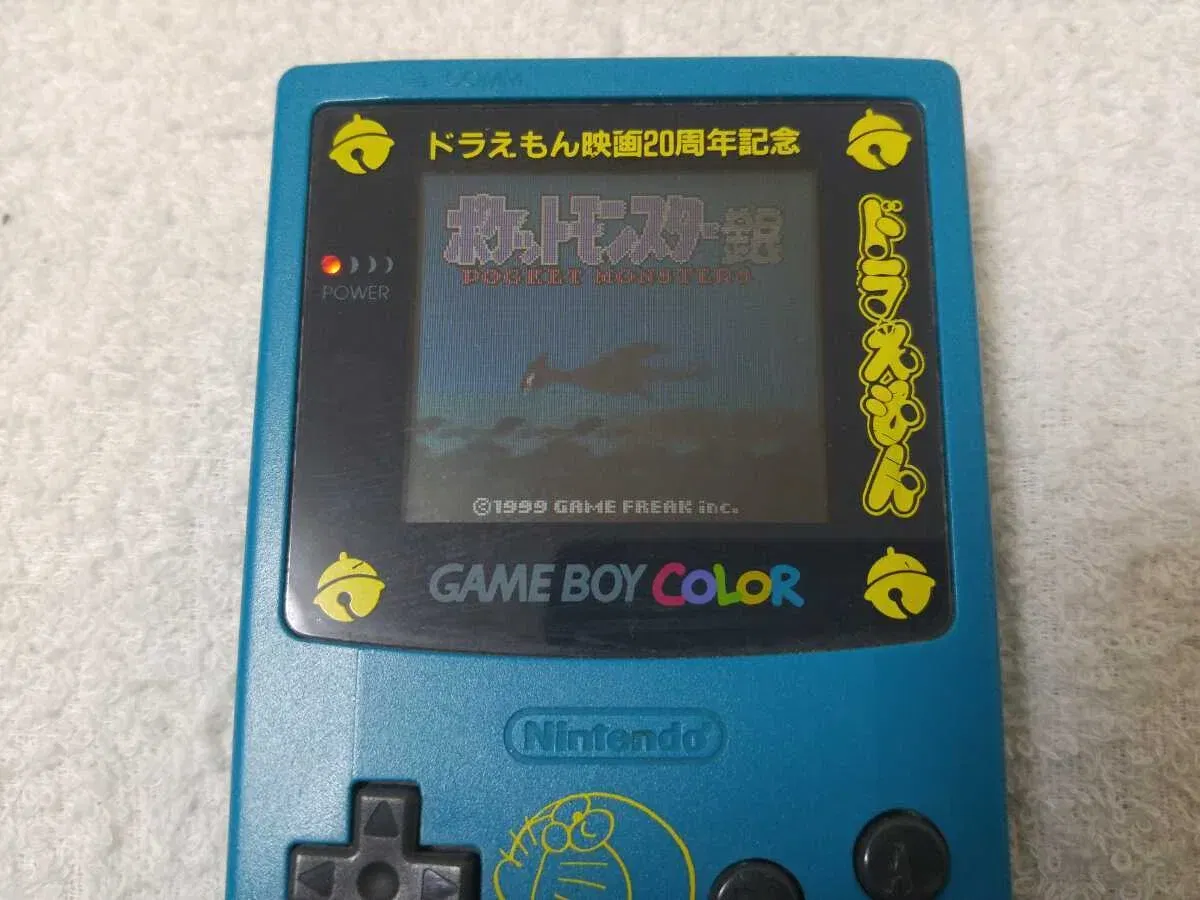 ドラえもん映画20周年記念
ポケットモンスター銀
POCKET MONSTERS
POWER
ドラえもん
©1999 GAME FREAK inc.
GAME BOY COLOR
Nintendo
A